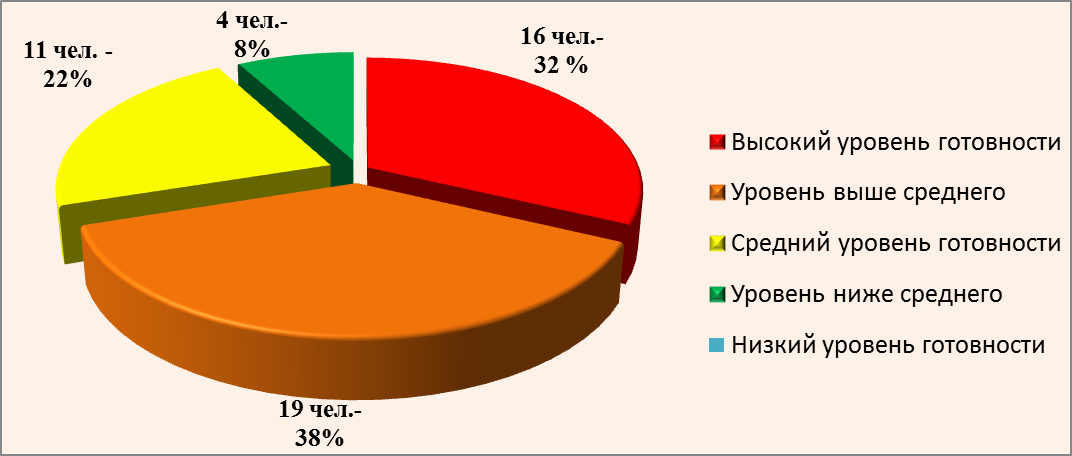 4 чел.-
8%
11 чел. -
22%
16 чел.-
32 %
Высокий уровень готовности
Уровень выше среднего
Средний уровень готовности
Уровень ниже среднего
Низкий уровень готовности
19 чел.-
38%